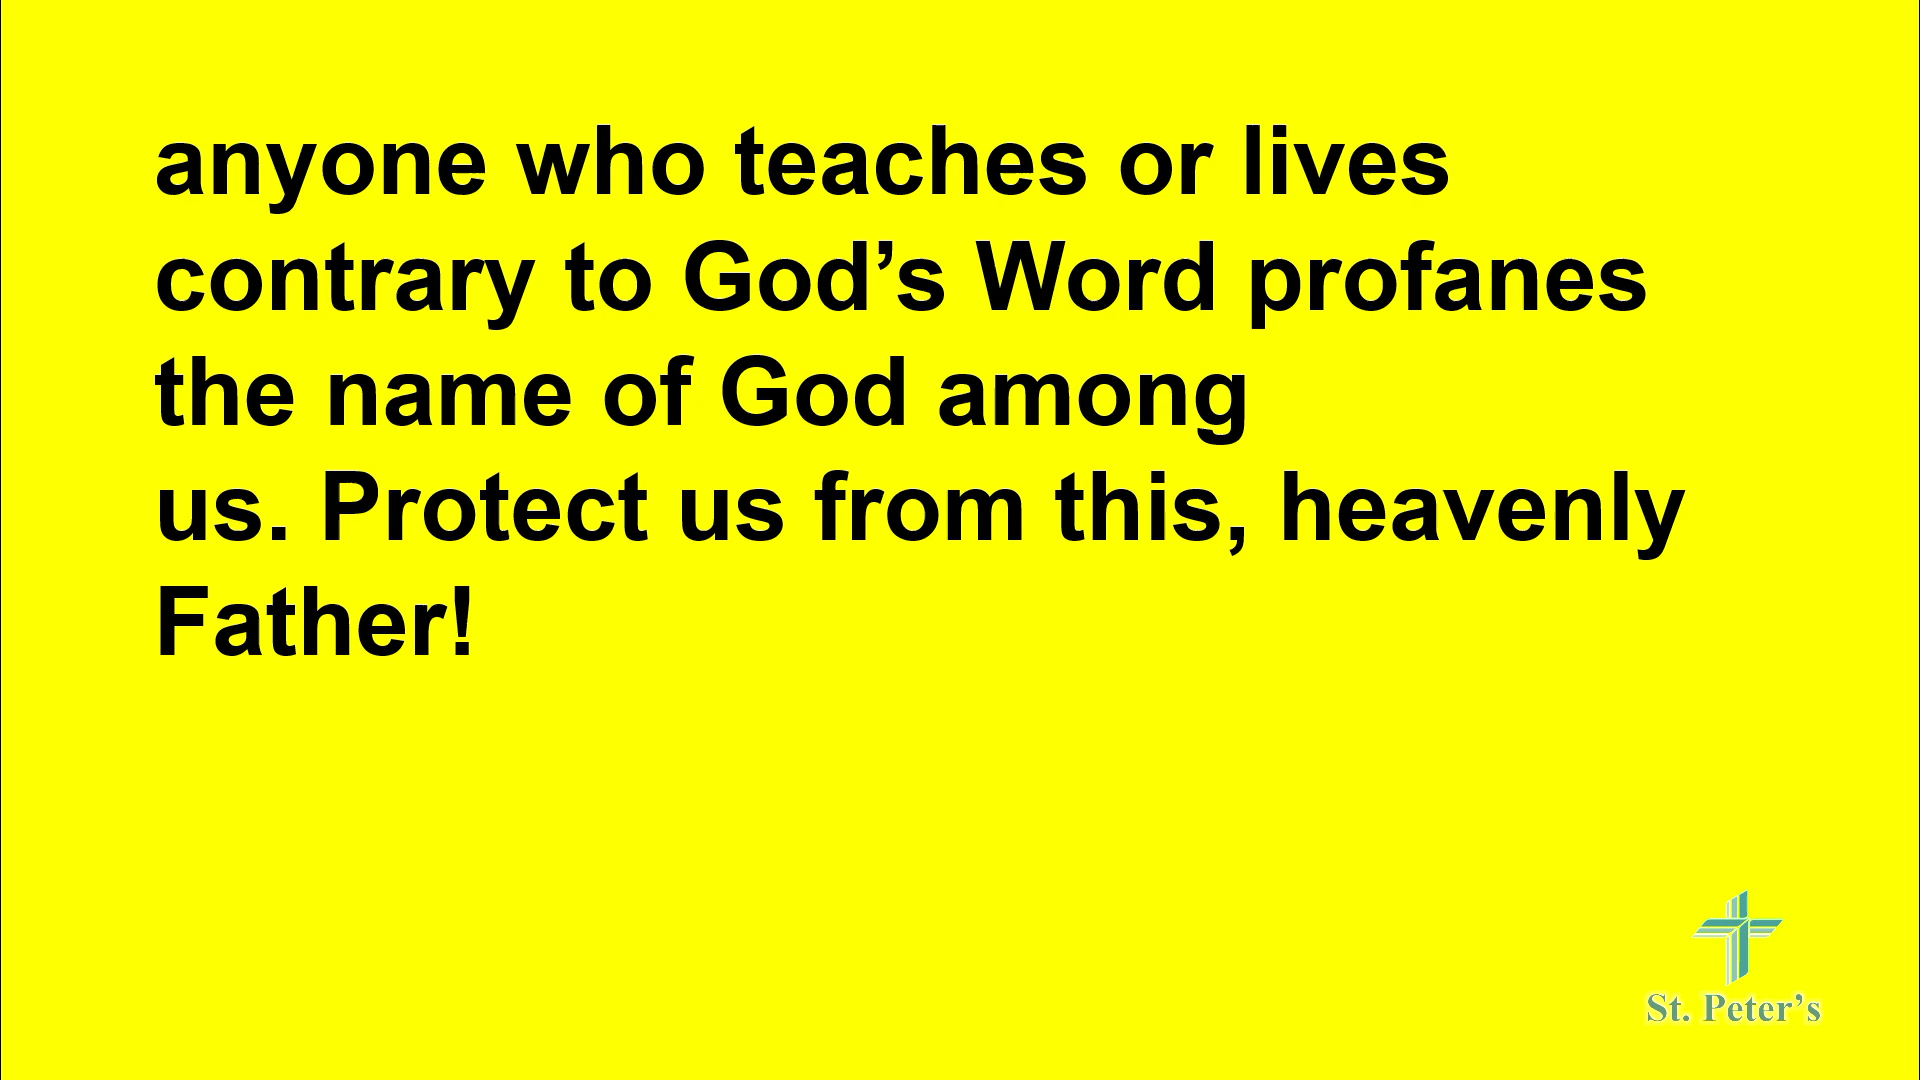 anyone who teaches or lives
contrary to God’s Word profanes
the name of God among
us. Protect us from this, heavenly
Father!
St. Peter’s